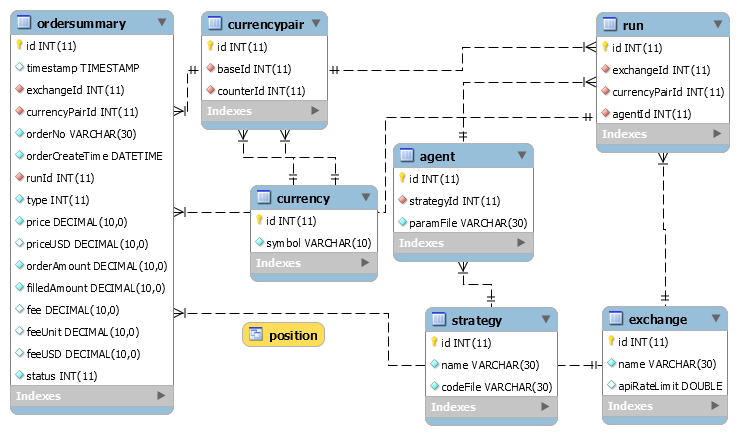 ordersummary
id INT(11)
timestamp TIMESTAMP
exchangeId INT(11)
currencyPairId INT(11)
orderNo VARCHAR(30)
orderCreateTime DATETIME
runId INT(11)
type INT(11)
price DECIMAL(10,0)
priceUSD DECIMAL(10,0)
orderAmount DECIMAL(10,0)
filledAmount DECIMAL(10,0)
fee DECIMAL(10,0)
feeUnit DECIMAL(10,0)
feeUSD DECIMAL(10,0)
status INT(11)
Indexes
currencypair
id INT(11)
baseId INT(11)
counterId INT(11)
Indexes
run
id INT(11)
exchangeId INT(11)
currencyPairId INT(11)
agentId INT(11)
Indexes
agent
id INT(11)
strategyId INT(11)
paramFile VARCHAR(30)
Indexes
currency
id INT(11)
symbol VARCHAR(10)
Indexes
position
strategy
id INT(11)
name VARCHAR(30)
codeFile VARCHAR(30)
Indexes
exchange
id INT(11)
name VARCHAR(30)
apiRateLimit DOUBLE
Indexes